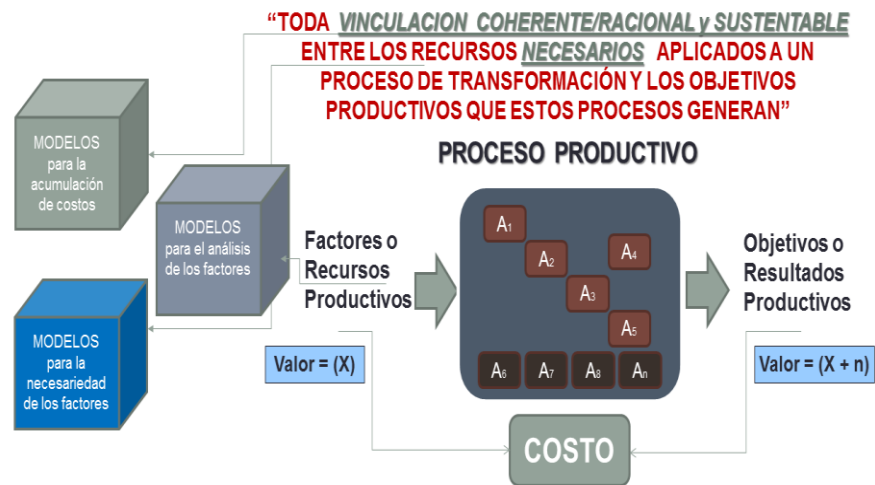 “TODA VINCULACION COHERENTE/RACIONAL y SUSTENTABLE
ENTRE LOS RECURSOS NECESARIOS APLICADOS A UN
PROCESO DE TRANSFORMACIÓN Y LOS OBJETIVOS
PRODUCTIVOS QUE ESTOS PROCESOS GENERAN”
MODELOS
para la
acumulación
de costos
MODELOS
para el análisis
de los factores
MODELOS
para la
necesariedad
de los factores
PROCESO PRODUCTIVO
Factores o
Recursos
Productivos
Valor = (X)
A1
A2
A4
A3
A5
A6 A7 A8 An
Objetivos o
Resultados
Productivos
Valor = (X + n)
COSTO